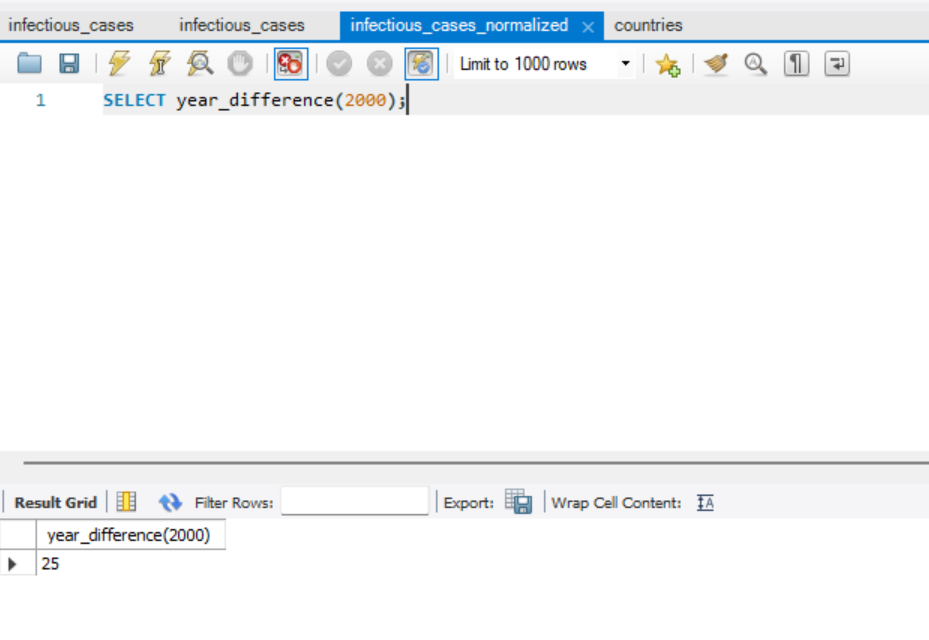 infectious_cases infectious_cases infectious_cases_normalized countries
Limit to 1000 rows
1 SELECT year_difference(2000);
Result Grid Filter Rows: Export: Wrap Cell Content: IA
year_difference(2000)
25